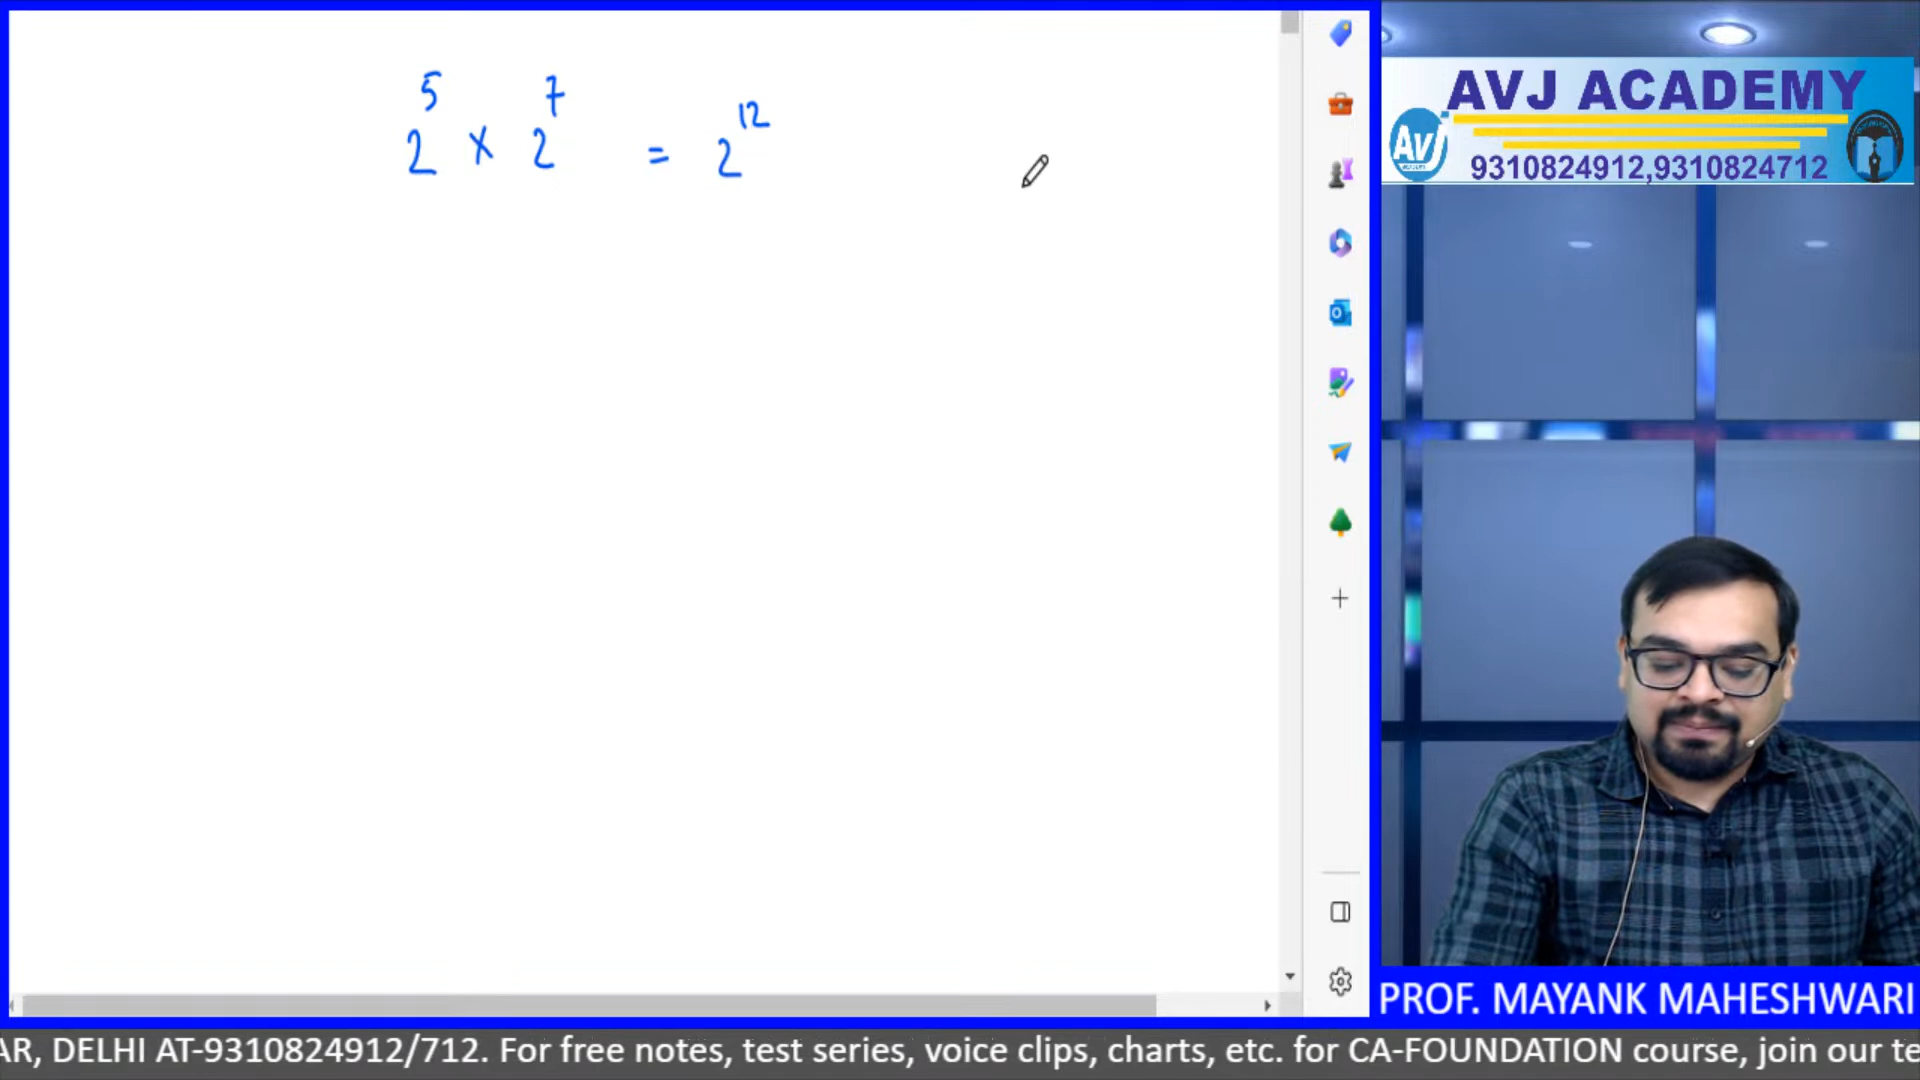 2⁵ × 2⁷ = 2¹²
AVJ ACADEMY
AVJ
9310824912,9310824712
PROF. MAYANK MAHESHWARI
AR, DELHI AT-9310824912/712. For free notes, test series, voice clips, charts, etc. for CA-FOUNDATION course, join our te